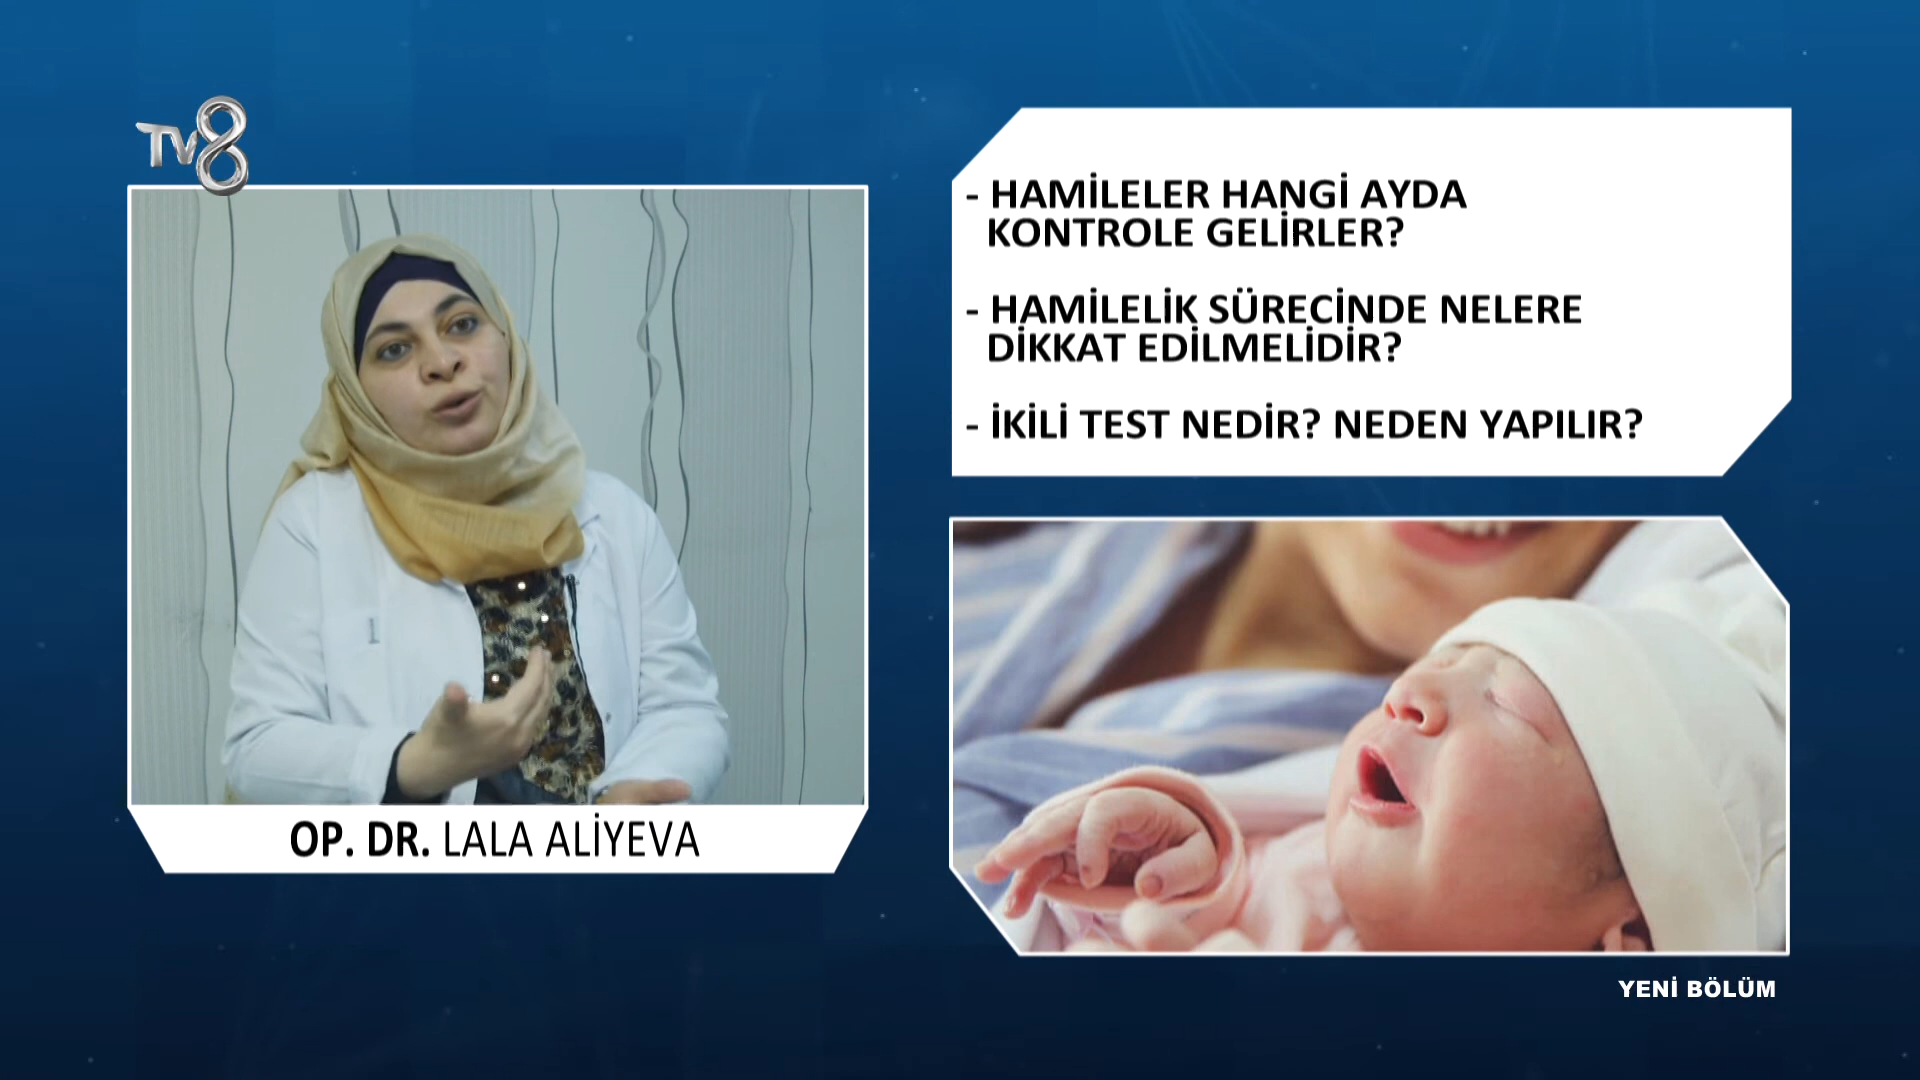 TV8
- HAMİLELER HANGİ AYDA
KONTROLE GELİRLER?
- HAMİLELİK SÜRECİNDE NELERE
DİKKAT EDİLMELİDİR?
- İKİLİ TEST NEDİR? NEDEN YAPILIR?
OP. DR. LALA ALİYEVA
YENİ BÖLÜM